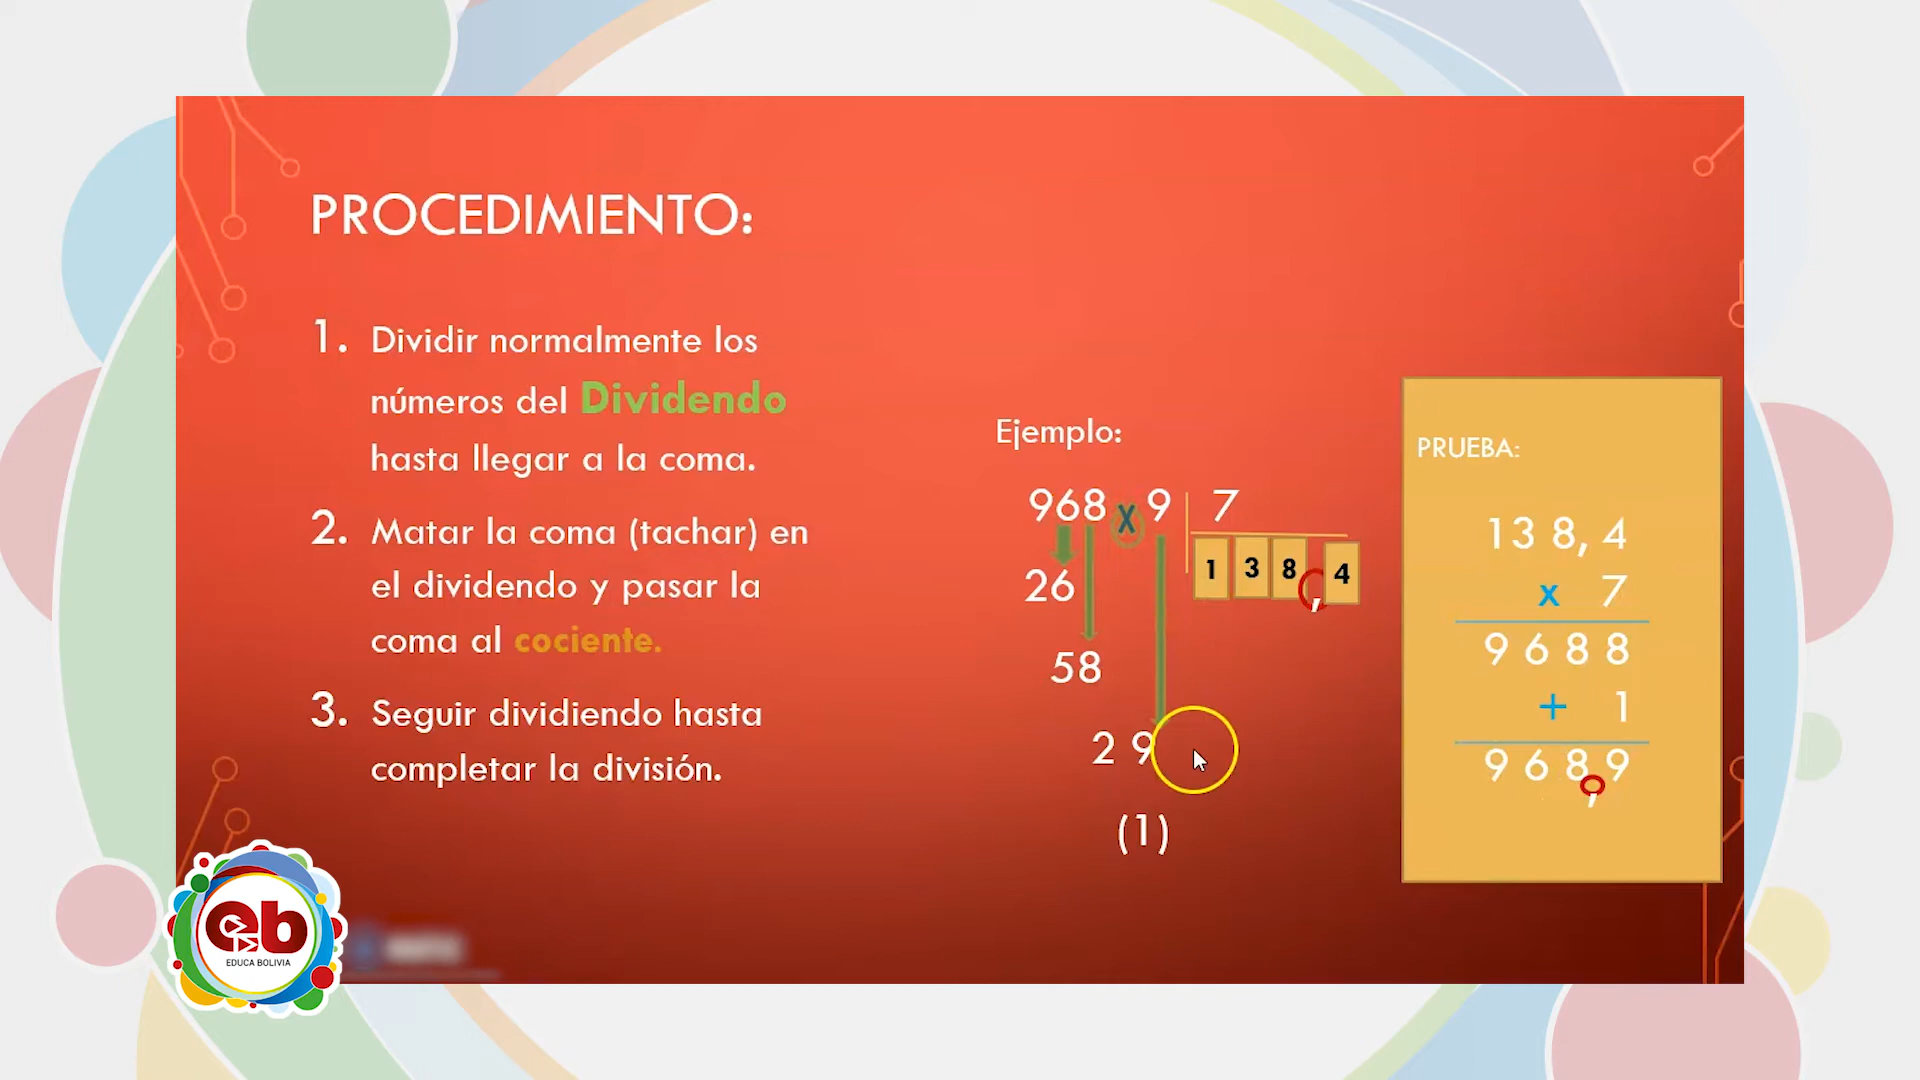 PROCEDIMIENTO:
1. Dividir normalmente los
números del Dividendo
hasta llegar a la coma.
2. Matar la coma (tachar) en
el dividendo y pasar la
coma al cociente.
3. Seguir dividiendo hasta
completar la división.
Ejemplo:
968 x 9 7
1 3 8 , 4
26
58
2 9
(1)
PRUEBA:
13 8, 4
x 7
9 6 8 8
+ 1
9 6 8 , 9
eb
EDUCA BOLIVIA